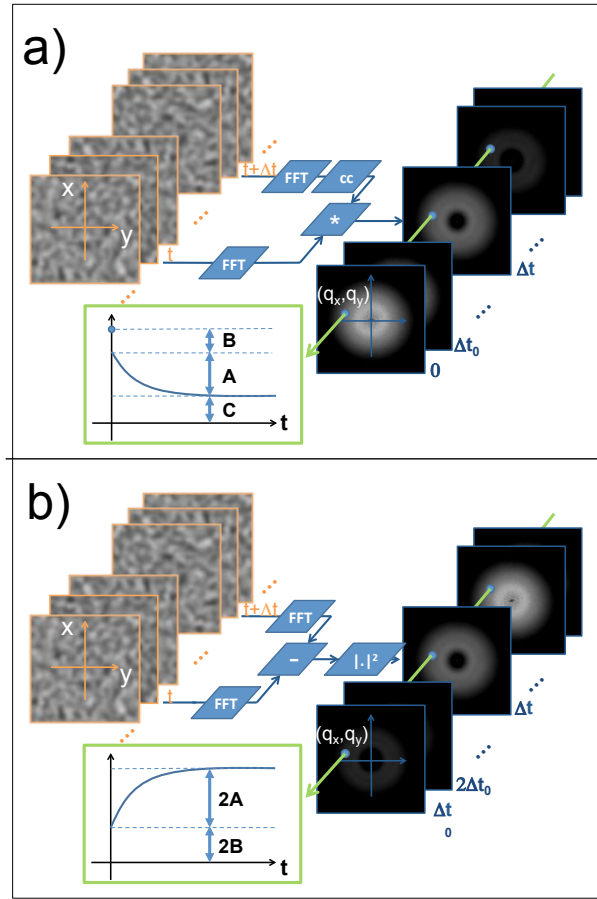 a)
x
y
t+Δt
FFT
cc
*
t
FFT
(qx,qy)
Δt
Δt0
0
B
A
C
t
b)
x
y
t+Δt
FFT
−
|.|²
t
FFT
(qx,qy)
Δt
2Δt0
Δt
0
2A
2B
t